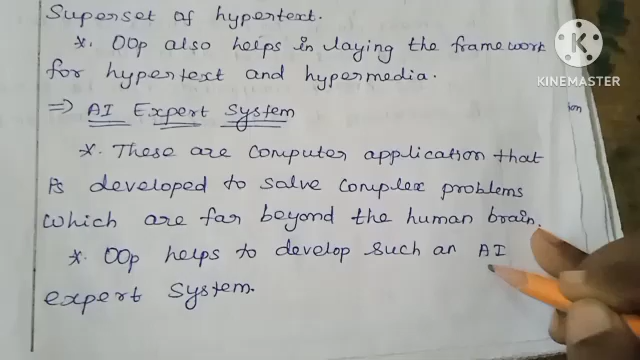 Superset of hypertext.
*. OOp also helps in laying the framework
for hypertext and hypermedia.
⇒ AI Expert System
*. These are computer application that
is developed to solve complex problems
which are far beyond the human brain.
*. OOp helps to develop such an AI
expert system.
KINEMASTER